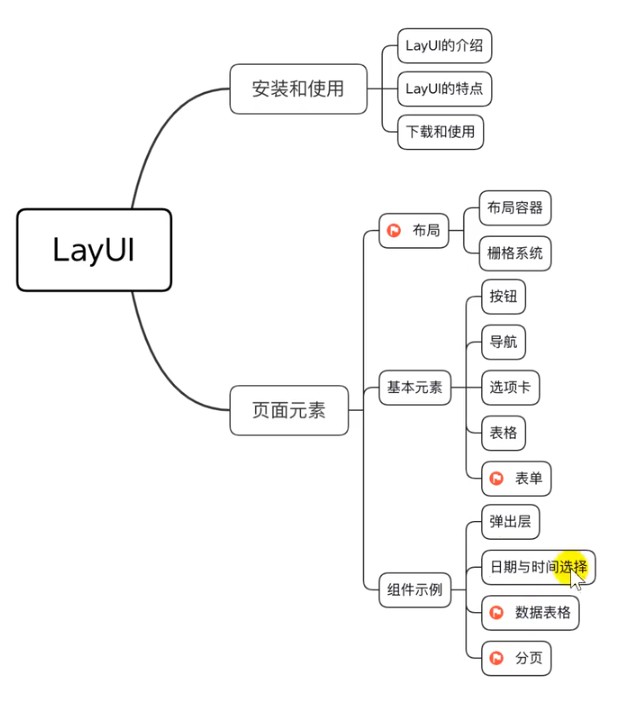 LayUI
安装和使用
LayUI的介绍
LayUI的特点
下载和使用
页面元素
布局
布局容器
栅格系统
基本元素
按钮
导航
选项卡
表格
表单
组件示例
弹出层
日期与时间选择
数据表格
分页